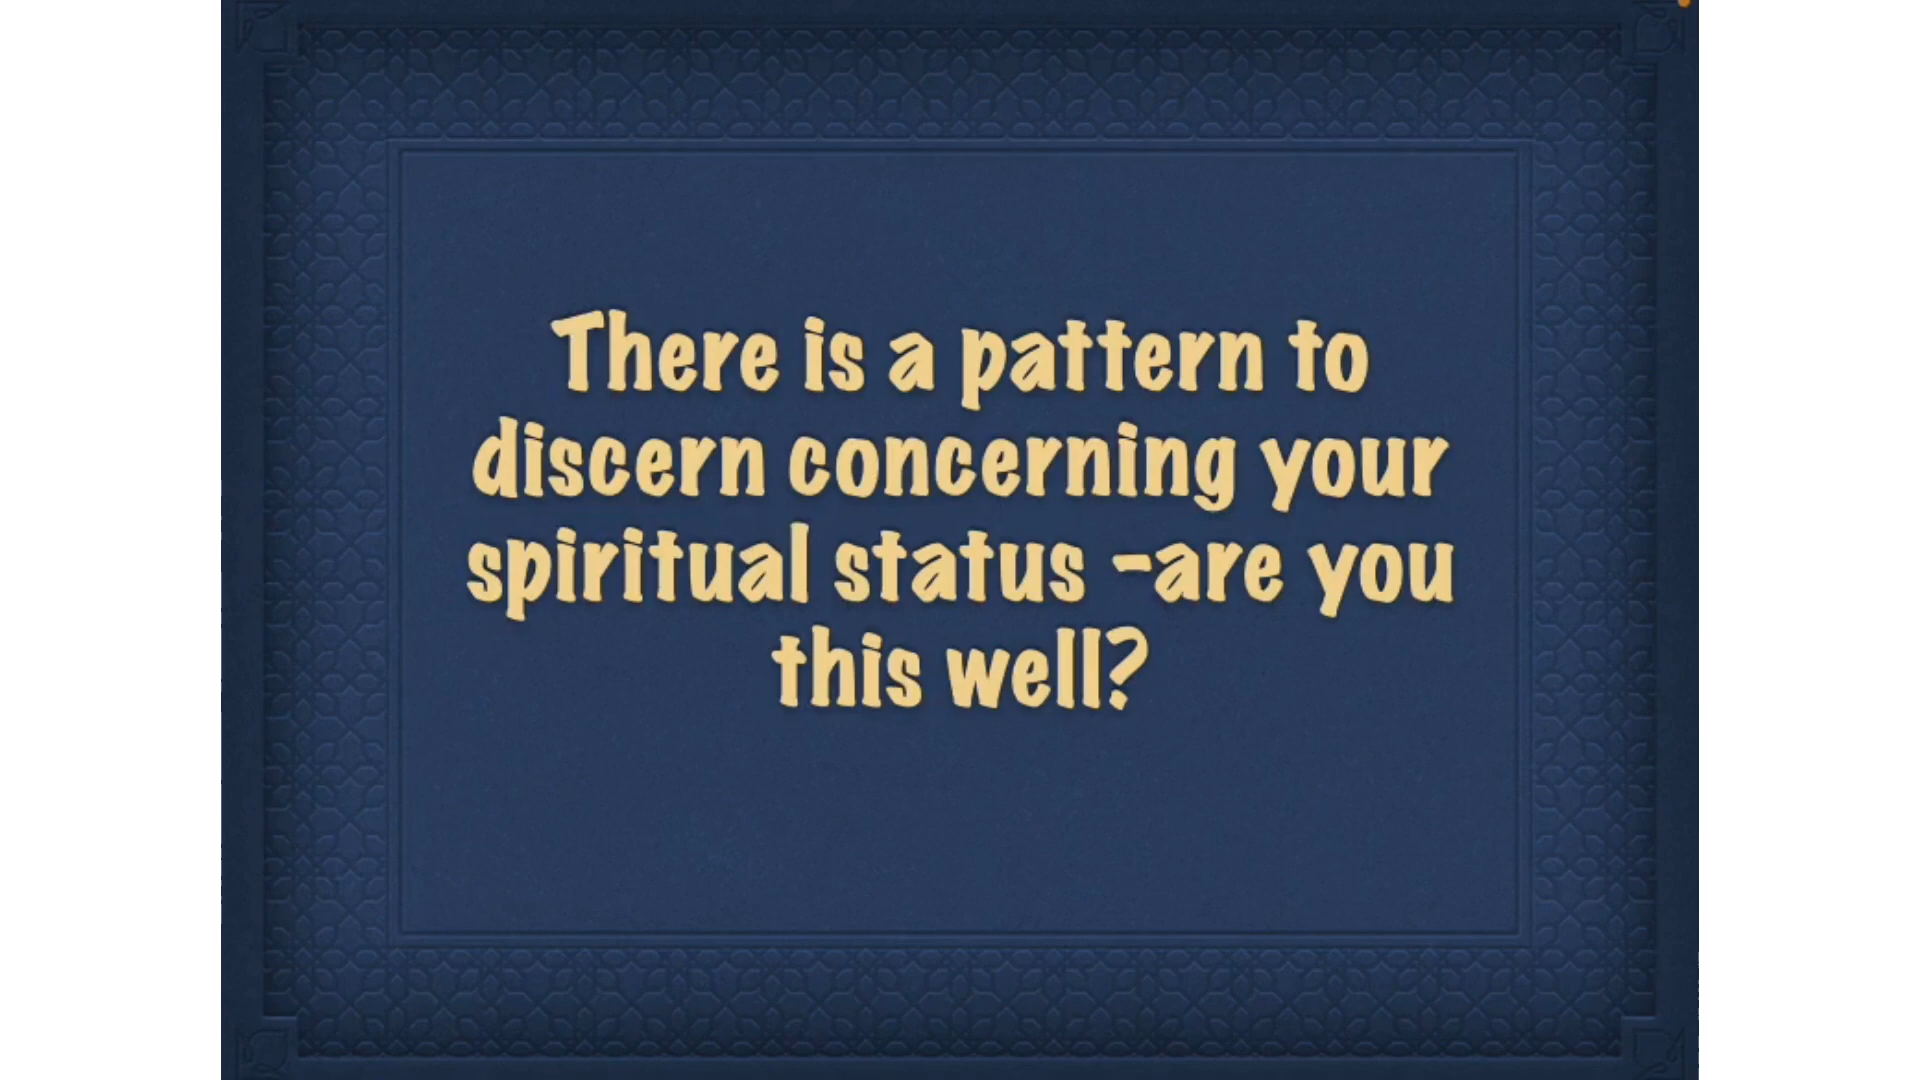 There is a pattern to
discern concerning your
spiritual status -are you
this well?